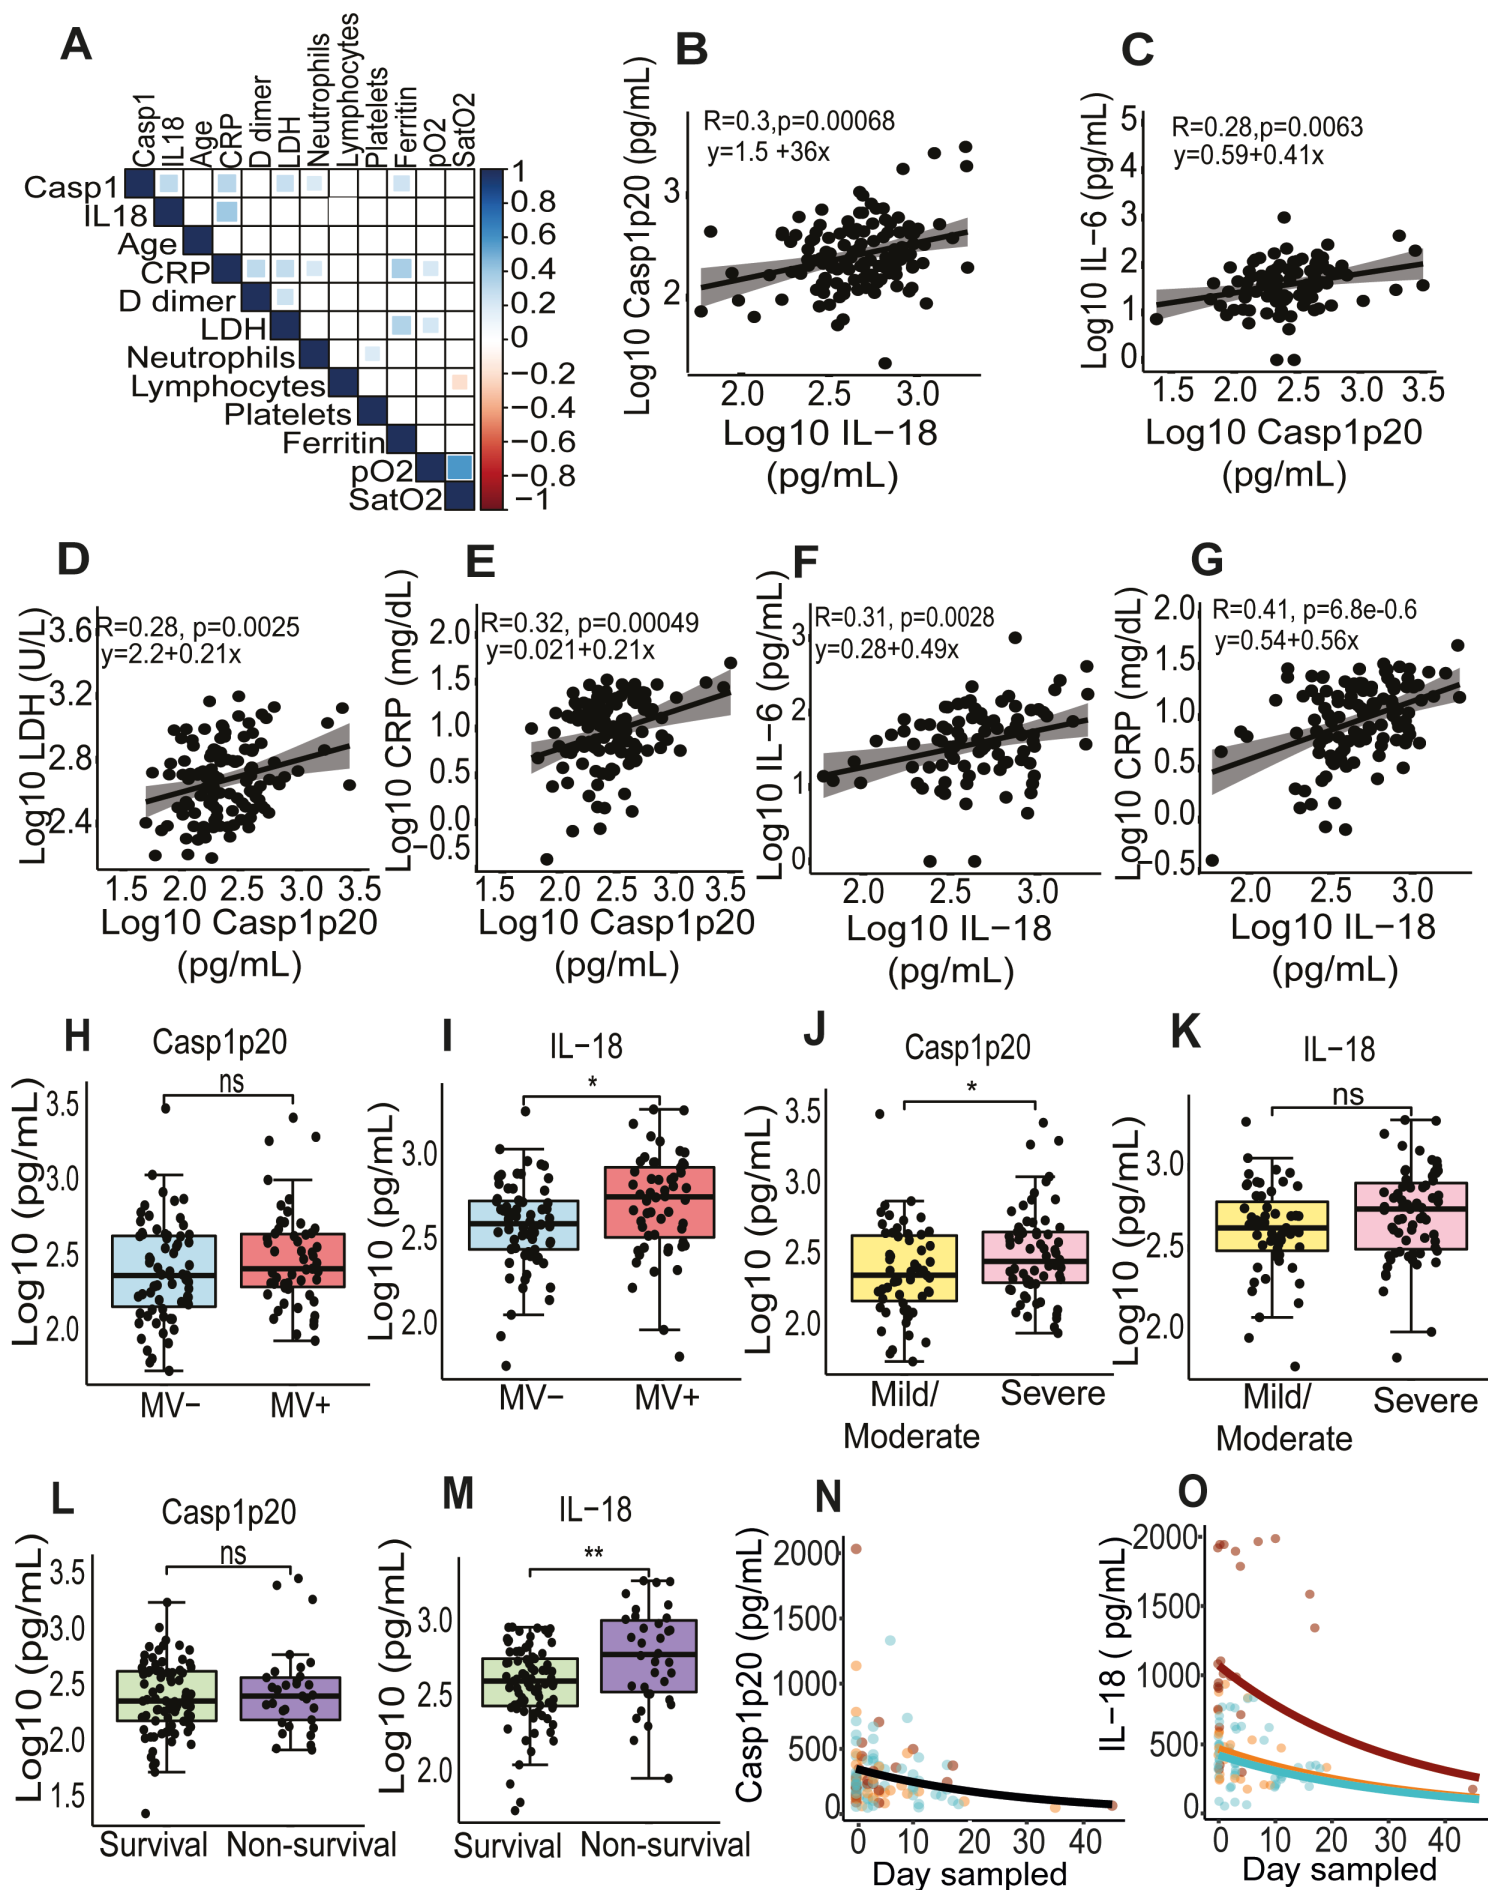 A
Casp1
IL18
Age
CRP
D dimer
LDH
Neutrophils
Lymphocytes
Platelets
Ferritin
pO2
SatO2
Casp1
IL18
Age
CRP
D dimer
LDH
Neutrophils
Lymphocytes
Platelets
Ferritin
pO2
SatO2
1
0.8
0.6
0.4
0.2
0
−0.2
−0.4
−0.6
−0.8
−1
B
Log10 Casp1p20 (pg/mL)
R=0.3,p=0.00068
y=1.5 +36x
3
2
2.0
2.5
3.0
Log10 IL−18
(pg/mL)
C
Log10 IL−6 (pg/mL)
R=0.28,p=0.0063
y=0.59+0.41x
5
4
3
2
1
0
1.5
2.0
2.5
3.0
3.5
Log10 Casp1p20
(pg/mL)
D
Log10 LDH (U/L)
R=0.28, p=0.0025
y=2.2+0.21x
3.6
3.2
2.8
2.4
1.5
2.0
2.5
3.0
3.5
Log10 Casp1p20
(pg/mL)
E
Log10 CRP (mg/dL)
R=0.32, p=0.00049
y=0.021+0.21x
2.0
1.5
1.0
0.5
0.0
−0.5
1.5
2.0
2.5
3.0
3.5
Log10 Casp1p20
(pg/mL)
F
Log10 IL−6 (pg/mL)
R=0.31, p=0.0028
y=0.28+0.49x
3
2
1
0
2.0
2.5
3.0
Log10 IL−18
(pg/mL)
G
Log10 CRP (mg/dL)
R=0.41, p=6.8e-0.6
y=0.54+0.56x
2.0
1.5
1.0
0.5
0.0
−0.5
2.0
2.5
3.0
Log10 IL−18
(pg/mL)
H
Casp1p20
ns
Log10 (pg/mL)
3.5
3.0
2.5
2.0
MV−
MV+
I
IL−18
*
Log10 (pg/mL)
3.0
2.5
2.0
MV−
MV+
J
Casp1p20
*
Log10 (pg/mL)
3.5
3.0
2.5
2.0
Mild/
Moderate
Severe
K
IL−18
ns
Log10 (pg/mL)
3.0
2.5
2.0
Mild/
Moderate
Severe
L
Casp1p20
ns
Log10 (pg/mL)
3.5
3.0
2.5
2.0
1.5
Survival
Non-survival
M
IL−18
**
Log10 (pg/mL)
3.0
2.5
2.0
Survival
Non-survival
N
Casp1p20 (pg/mL)
2000
1500
1000
500
0
0
10
20
30
40
Day sampled
O
IL−18 ( pg/mL)
2000
1500
1000
500
0
0
10
20
30
40
Day sampled